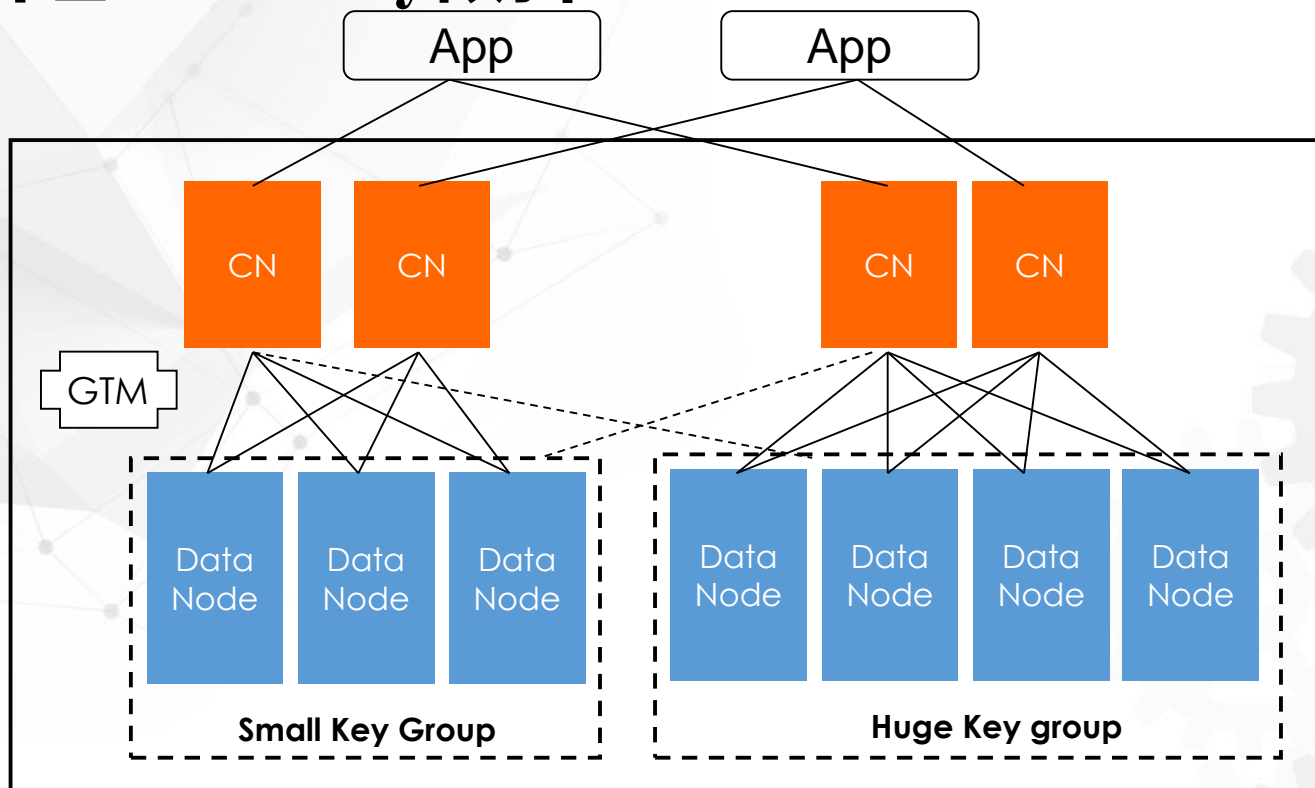 App
App
CN
CN
CN
CN
GTM
Data
Node
Data
Node
Data
Node
Data
Node
Data
Node
Data
Node
Data
Node
Small Key Group
Huge Key group